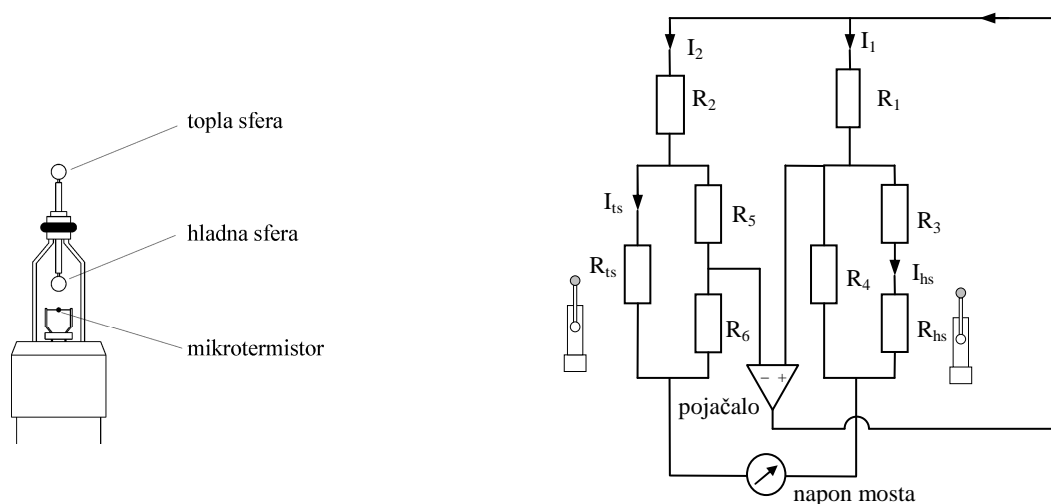 topla sfera
hladna sfera
mikrotermistor
I2
I1
R2
R1
Its
R5
R3
Rts
R4
Ihs
R6
Rhs
− +
pojačalo
napon mosta